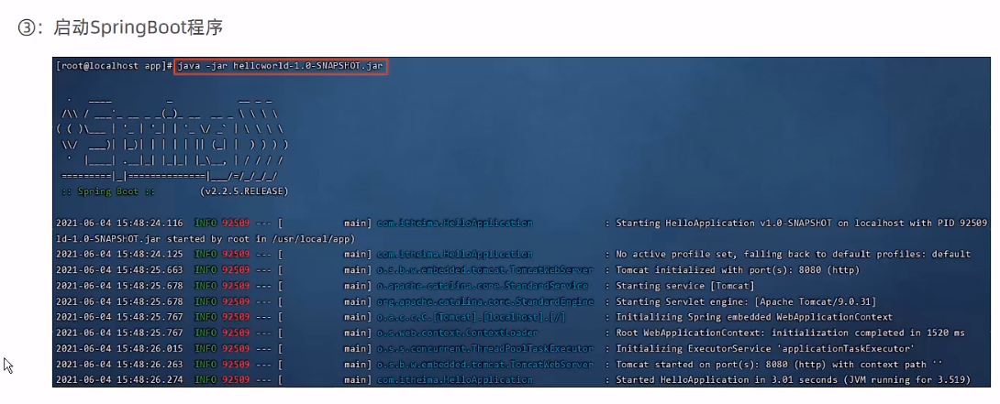 ③：启动SpringBoot程序
[root@localhost app]# java -jar helloworld-1.0-SNAPSHOT.jar
:: Spring Boot ::        (v2.2.5.RELEASE)
2021-06-04 15:48:24.116  INFO 92509 --- [           main] com.itheima.HelloApplication             : Starting HelloApplication v1.0-SNAPSHOT on localhost with PID 92509
ld-1.0-SNAPSHOT.jar started by root in /usr/local/app)
2021-06-04 15:48:24.125  INFO 92509 --- [           main] com.itheima.HelloApplication             : No active profile set, falling back to default profiles: default
2021-06-04 15:48:25.663  INFO 92509 --- [           main] o.s.b.w.embedded.tomcat.TomcatWebServer  : Tomcat initialized with port(s): 8080 (http)
2021-06-04 15:48:25.678  INFO 92509 --- [           main] o.apache.catalina.core.StandardService   : Starting service [Tomcat]
2021-06-04 15:48:25.678  INFO 92509 --- [           main] org.apache.catalina.core.StandardEngine  : Starting Servlet engine: [Apache Tomcat/9.0.31]
2021-06-04 15:48:25.767  INFO 92509 --- [           main] o.a.c.c.C.[Tomcat].[localhost].[/]       : Initializing Spring embedded WebApplicationContext
2021-06-04 15:48:25.767  INFO 92509 --- [           main] o.s.web.context.ContextLoader            : Root WebApplicationContext: initialization completed in 1520 ms
2021-06-04 15:48:26.015  INFO 92509 --- [           main] o.s.s.concurrent.ThreadPoolTaskExecutor  : Initializing ExecutorService 'applicationTaskExecutor'
2021-06-04 15:48:26.263  INFO 92509 --- [           main] o.s.b.w.embedded.tomcat.TomcatWebServer  : Tomcat started on port(s): 8080 (http) with context path ''
2021-06-04 15:48:26.274  INFO 92509 --- [           main] com.itheima.HelloApplication             : Started HelloApplication in 3.01 seconds (JVM running for 3.519)